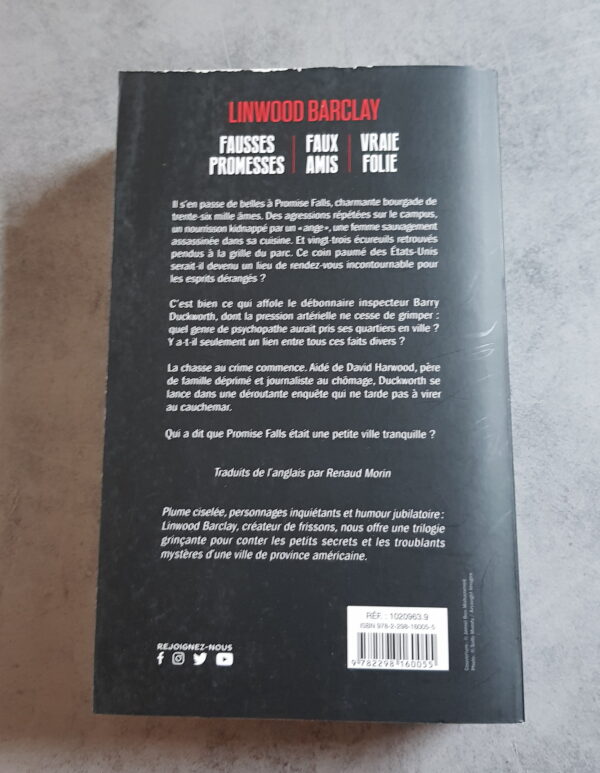 LINWOOD BARCLAY
FAUSSES PROMESSES | FAUX AMIS | VRAIE FOLIE
Il s'en passe de belles à Promise Falls, charmante bourgade de
trente-six mille âmes. Des agressions répétées sur le campus,
un nourrisson kidnappé par un « ange », une femme sauvagement
assassinée dans sa cuisine. Et vingt-trois écureuils retrouvés
pendus à la grille du parc. Ce coin paumé des États-Unis
serait-il devenu un lieu de rendez-vous incontournable pour
les esprits dérangés ?
C'est bien ce qui affole le débonnaire inspecteur Barry
Duckworth, dont la pression artérielle ne cesse de grimper :
quel genre de psychopathe aurait pris ses quartiers en ville ?
Y a-t-il seulement un lien entre tous ces faits divers ?
La chasse au crime commence. Aidé de David Harwood, père
de famille déprimé et journaliste au chômage, Duckworth se
lance dans une déroutante enquête qui ne tarde pas à virer
au cauchemar.
Qui a dit que Promise Falls était une petite ville tranquille ?
Traduits de l'anglais par Renaud Morin
Plume ciselée, personnages inquiétants et humour jubilatoire :
Linwood Barclay, créateur de frissons, nous offre une trilogie
grinçante pour conter les petits secrets et les troublants
mystères d'une ville de province américaine.
RÉF. : 1020963.9
ISBN 978-2-298-16005-5
9 782298 160055
REJOIGNEZ-NOUS